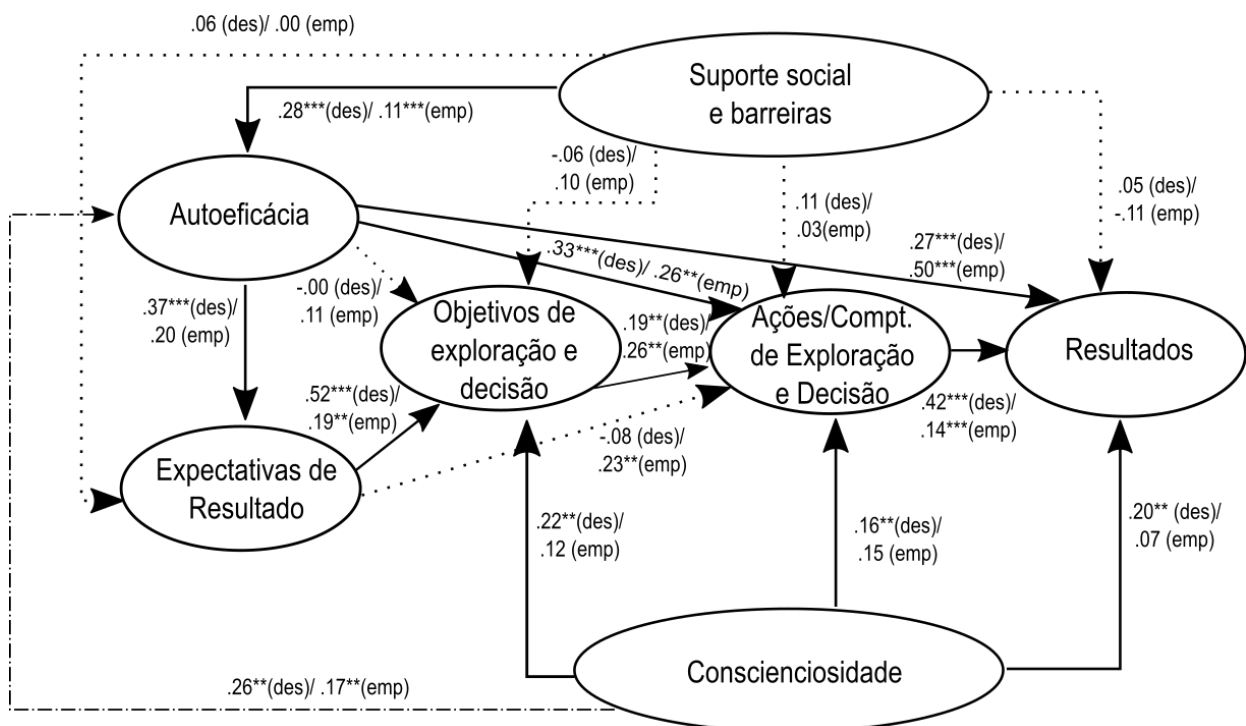 .06 (des)/ .00 (emp)
Suporte social
e barreiras
.28***(des)/ .11***(emp)
-.06 (des)/
.10 (emp)
.11 (des)/
.03(emp)
.05 (des)/
-.11 (emp)
Autoeficácia
.33***(des)/ .26**(emp)
.27***(des)/
.50***(emp)
.37***(des)/
.20 (emp)
-.00 (des)/
.11 (emp)
Objetivos de
exploração e
decisão
.19**(des)/
.26**(emp)
Ações/Compt.
de Exploração
e Decisão
Resultados
.52***(des)/
.19**(emp)
.42***(des)/
.14***(emp)
-.08 (des)/
.23**(emp)
Expectativas de
Resultado
.22**(des)/
.12 (emp)
.16**(des)/
.15 (emp)
.20** (des)/
.07 (emp)
Conscienciosidade
.26**(des)/ .17**(emp)